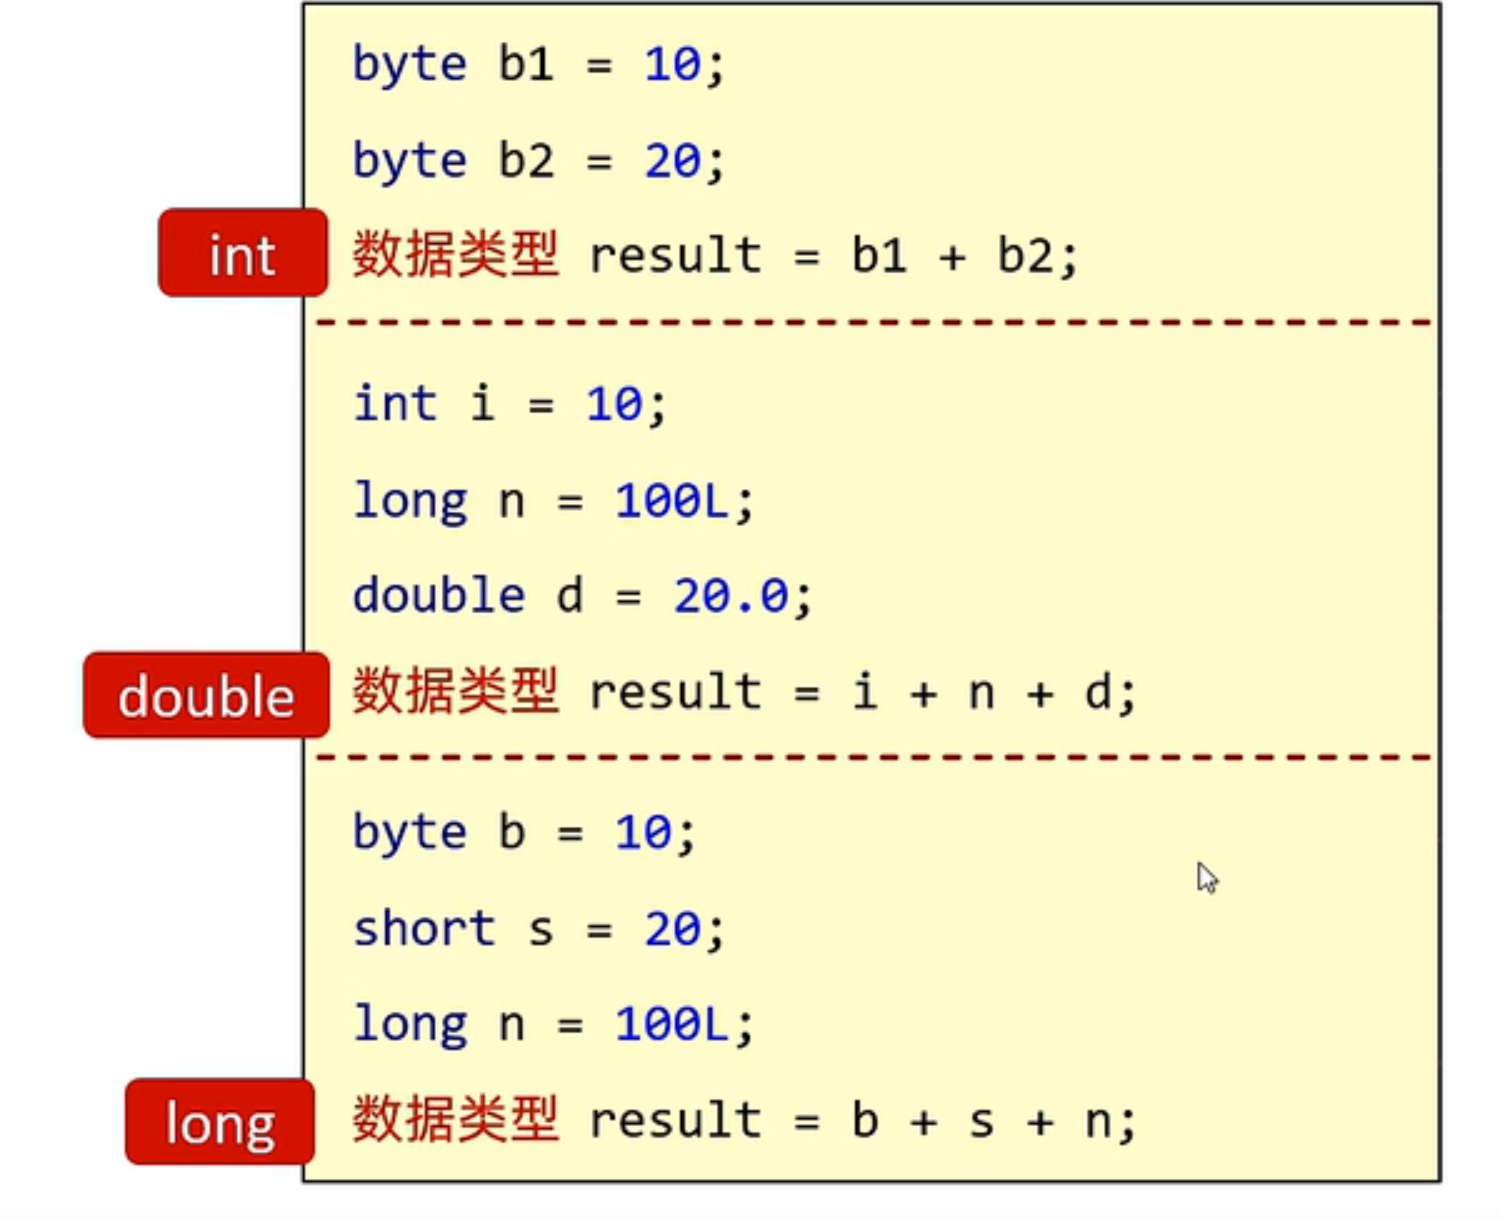 byte b1 = 10;
byte b2 = 20;
int 数据类型 result = b1 + b2;
int i = 10;
long n = 100L;
double d = 20.0;
double 数据类型 result = i + n + d;
byte b = 10;
short s = 20;
long n = 100L;
long 数据类型 result = b + s + n;